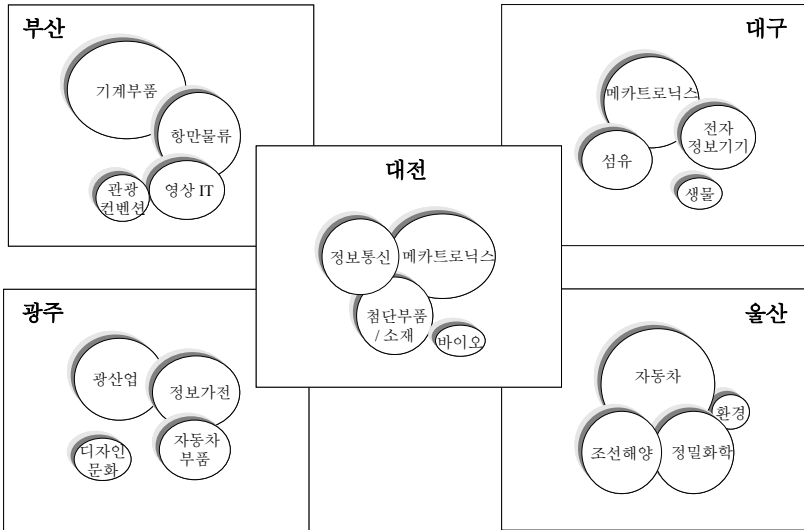 부산
기계부품
항만물류
관광
컨벤션
영상 IT
대구
메카트로닉스
전자
정보기기
섬유
생물
대전
정보통신
메카트로닉스
첨단부품
/ 소재
바이오
광주
광산업
정보가전
디자인
문화
자동차
부품
울산
자동차
환경
조선해양
정밀화학